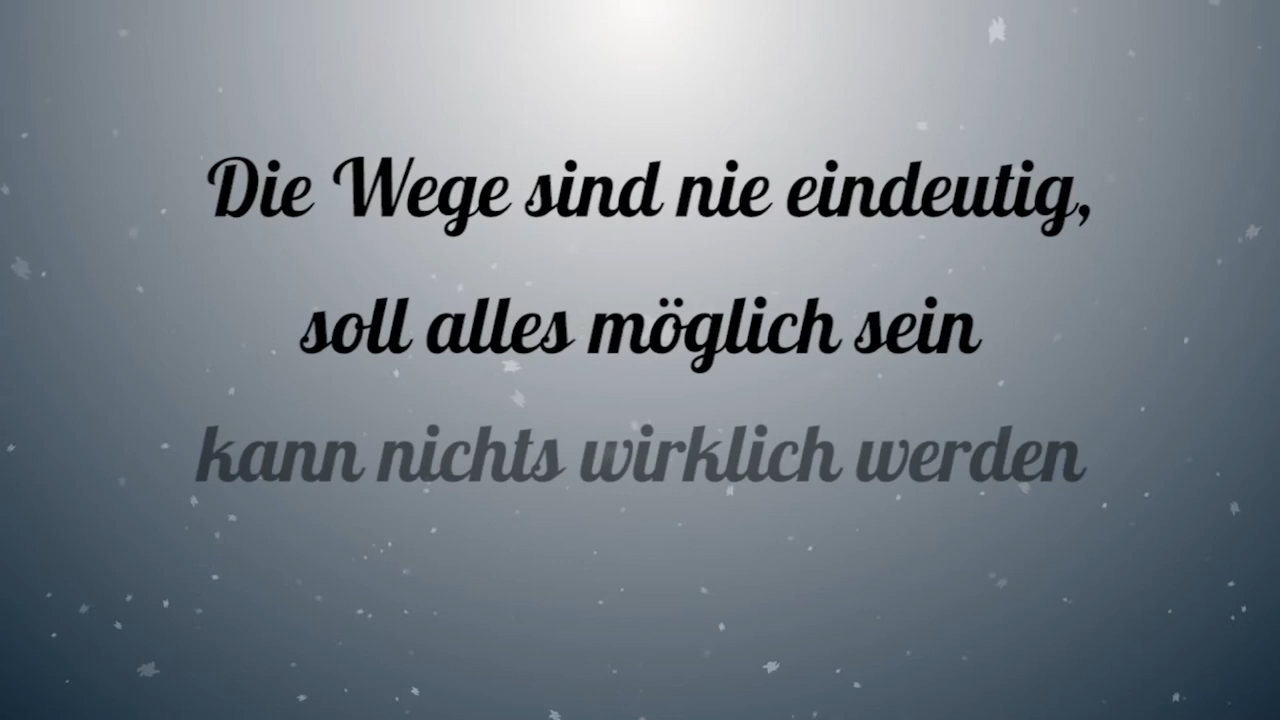 Die Wege sind nie eindeutig,
soll alles möglich sein
kann nichts wirklich werden